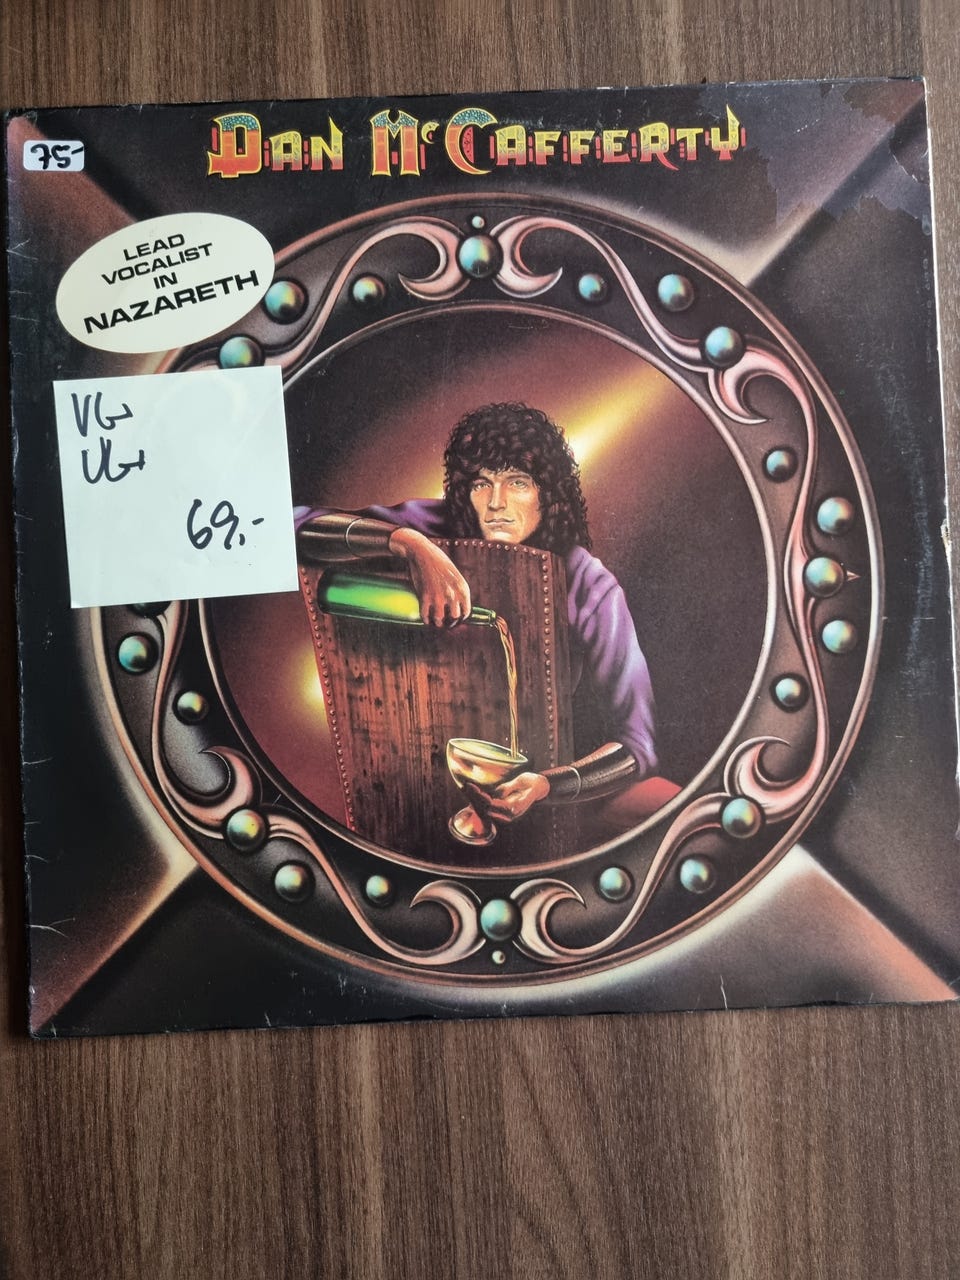 DAN McCAFFERTY
75-
LEAD
VOCALIST
IN
NAZARETH
VG+
VG+
69,-